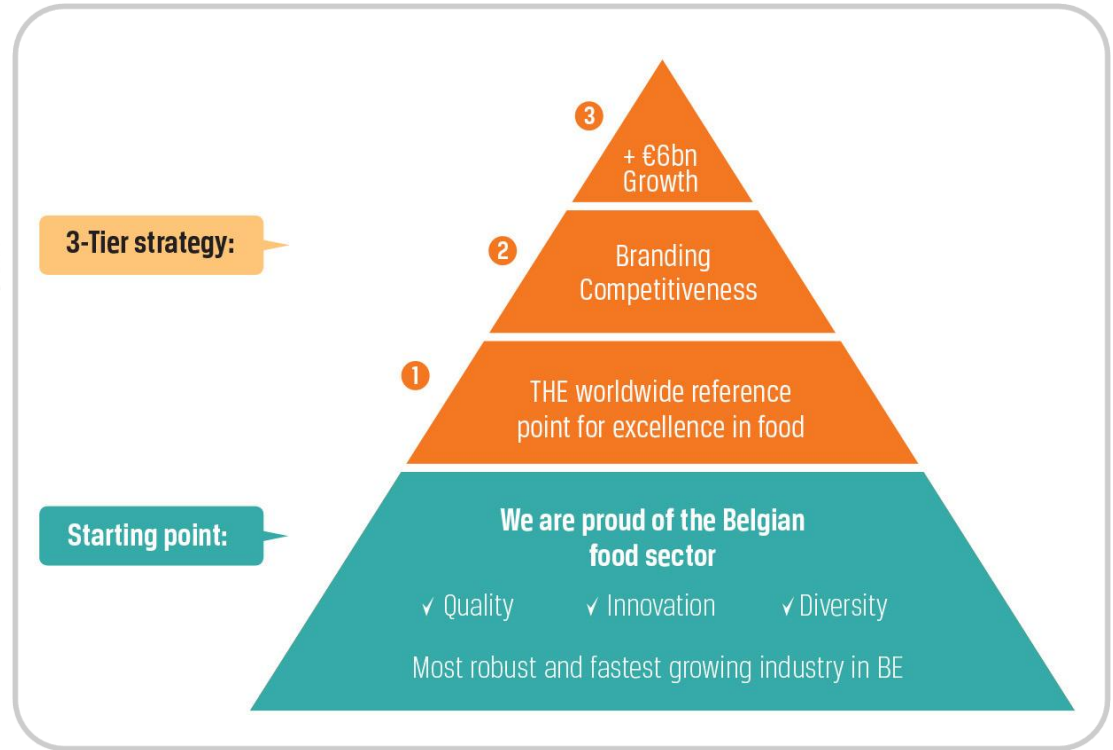 3
+ €6bn
Growth
3-Tier strategy:
2
Branding
Competitiveness
1
THE worldwide reference
point for excellence in food
Starting point:
We are proud of the Belgian
food sector
✓ Quality ✓ Innovation ✓ Diversity
Most robust and fastest growing industry in BE